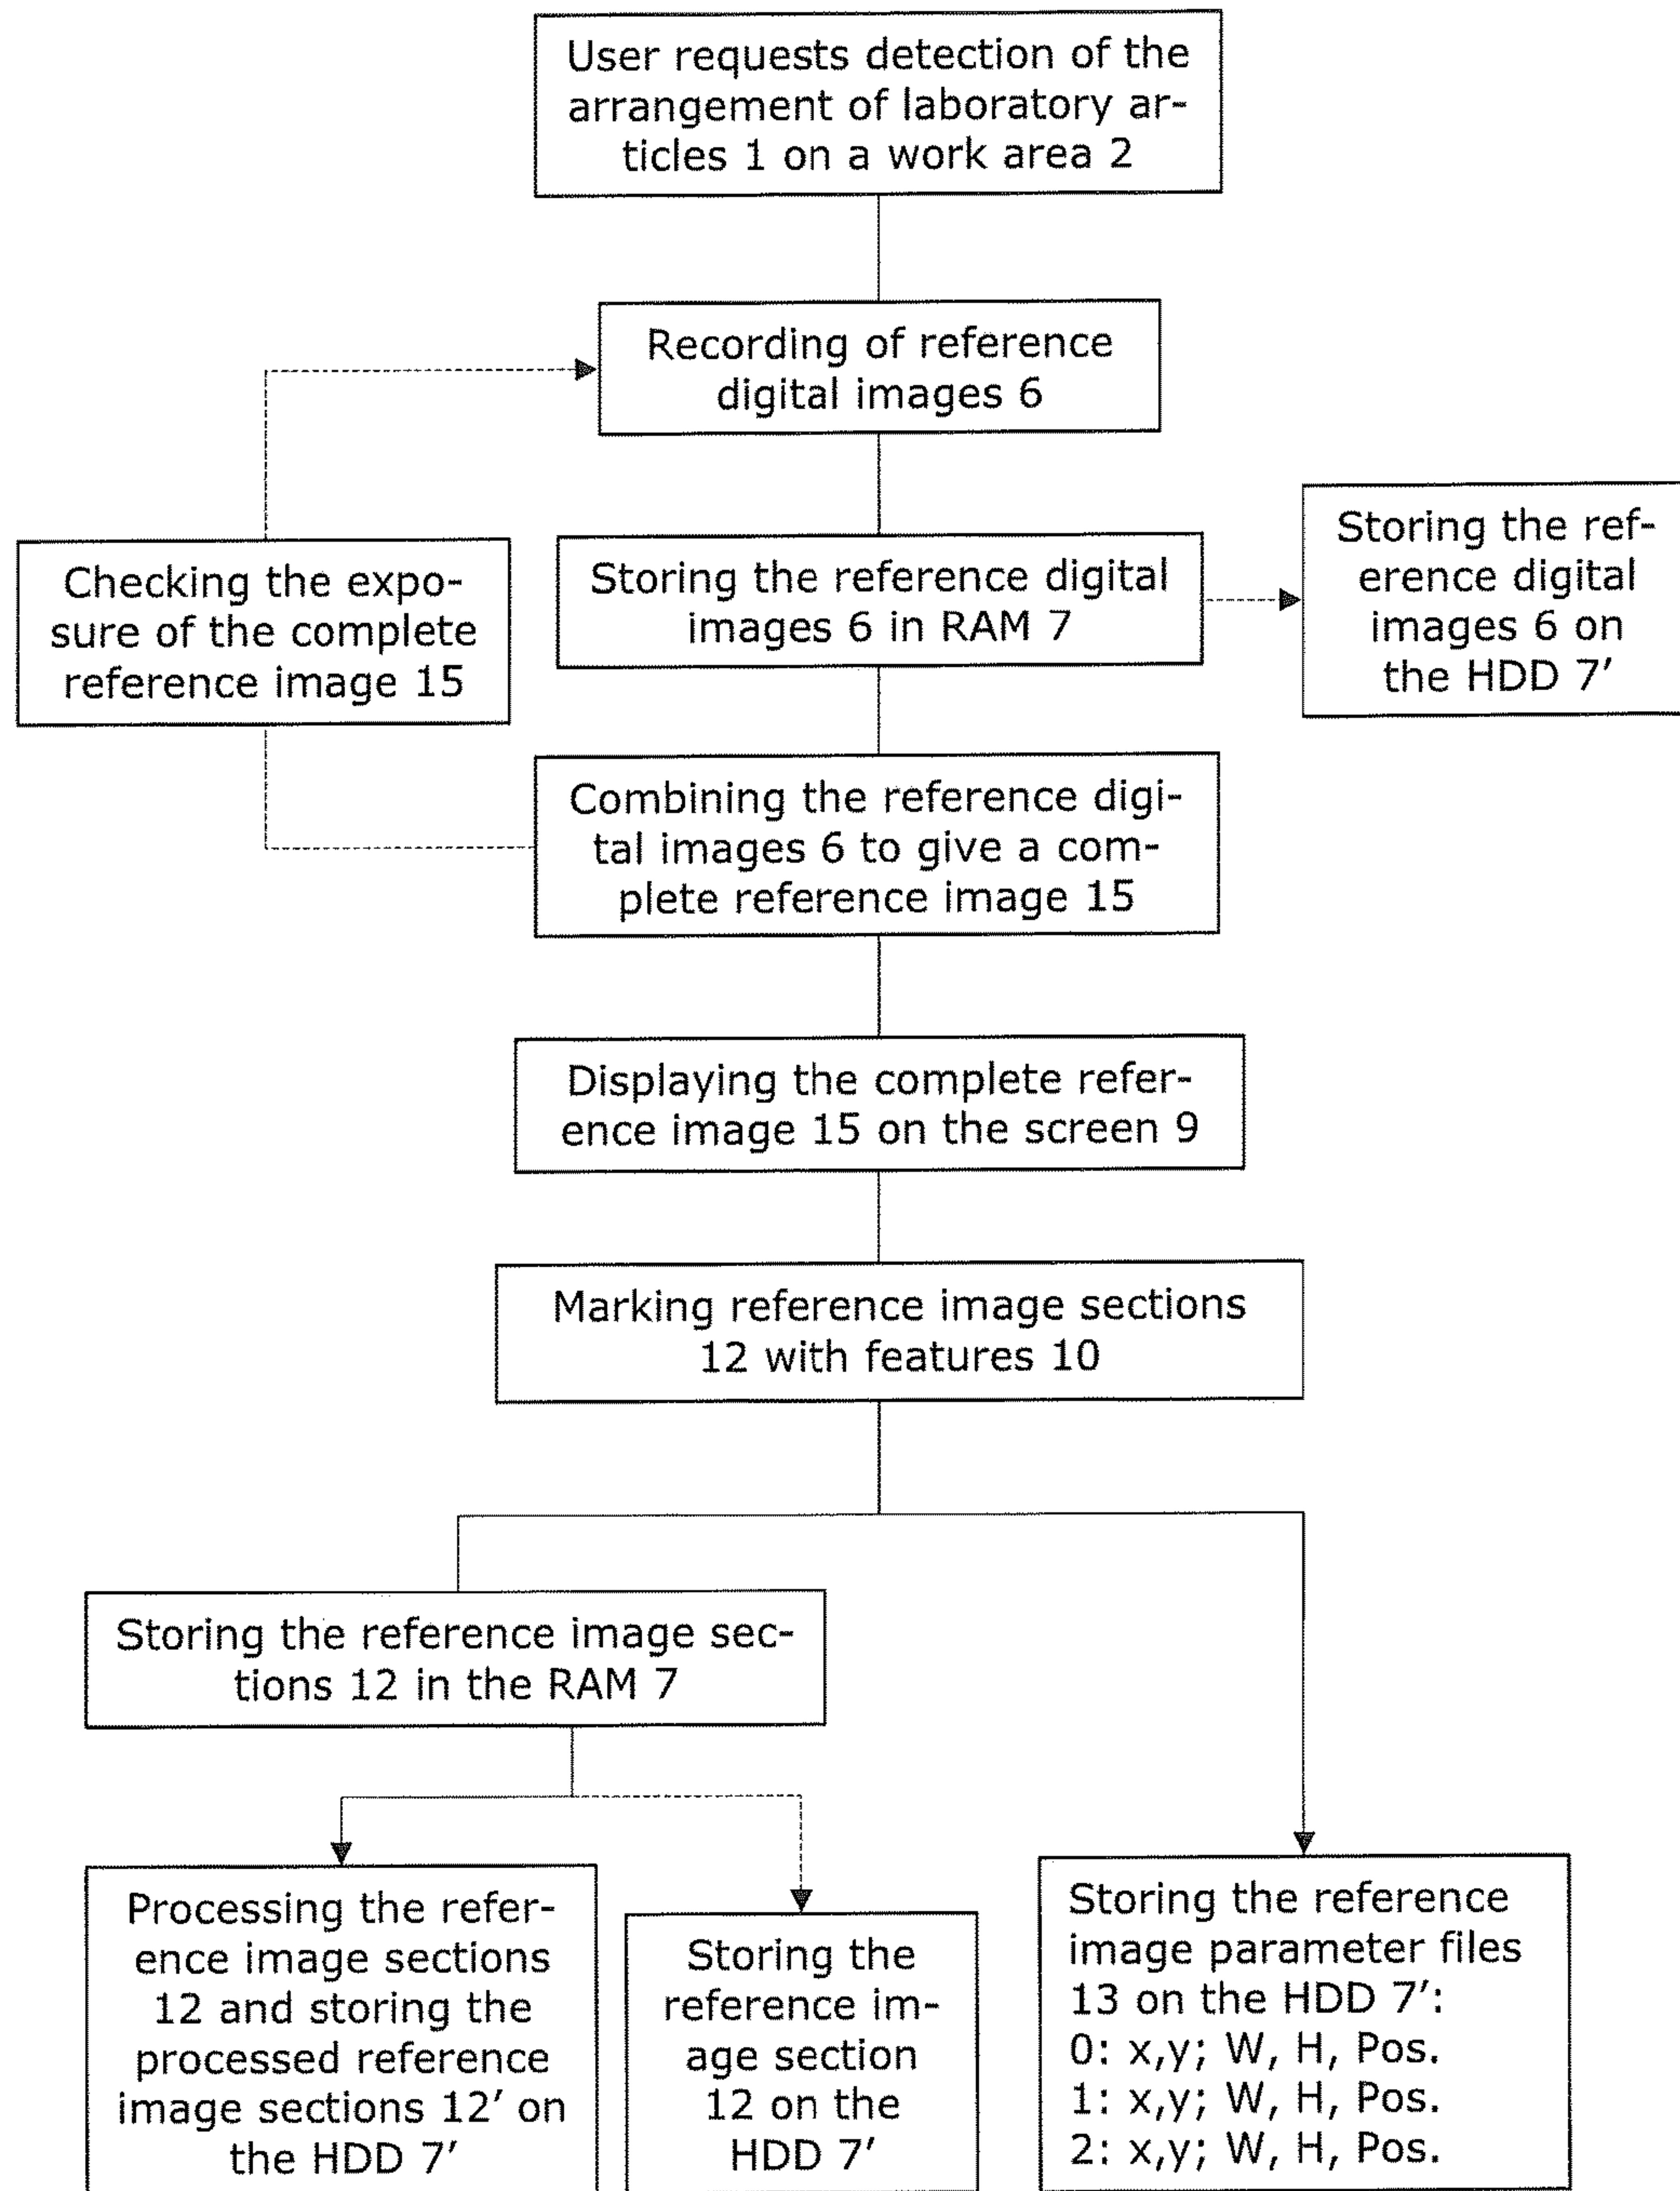 User requests detection of the
arrangement of laboratory ar-
ticles 1 on a work area 2
Recording of reference
digital images 6
Checking the expo-
sure of the complete
reference image 15
Storing the reference digital
images 6 in RAM 7
Storing the ref-
erence digital
images 6 on
the HDD 7′
Combining the reference digi-
tal images 6 to give a com-
plete reference image 15
Displaying the complete refer-
ence image 15 on the screen 9
Marking reference image sections
12 with features 10
Storing the reference image sec-
tions 12 in the RAM 7
Processing the refer-
ence image sections
12 and storing the
processed reference
image sections 12′ on
the HDD 7′
Storing the
reference im-
age section
12 on the
HDD 7′
Storing the reference
image parameter files
13 on the HDD 7′:
0: x,y; W, H, Pos.
1: x,y; W, H, Pos.
2: x,y; W, H, Pos.